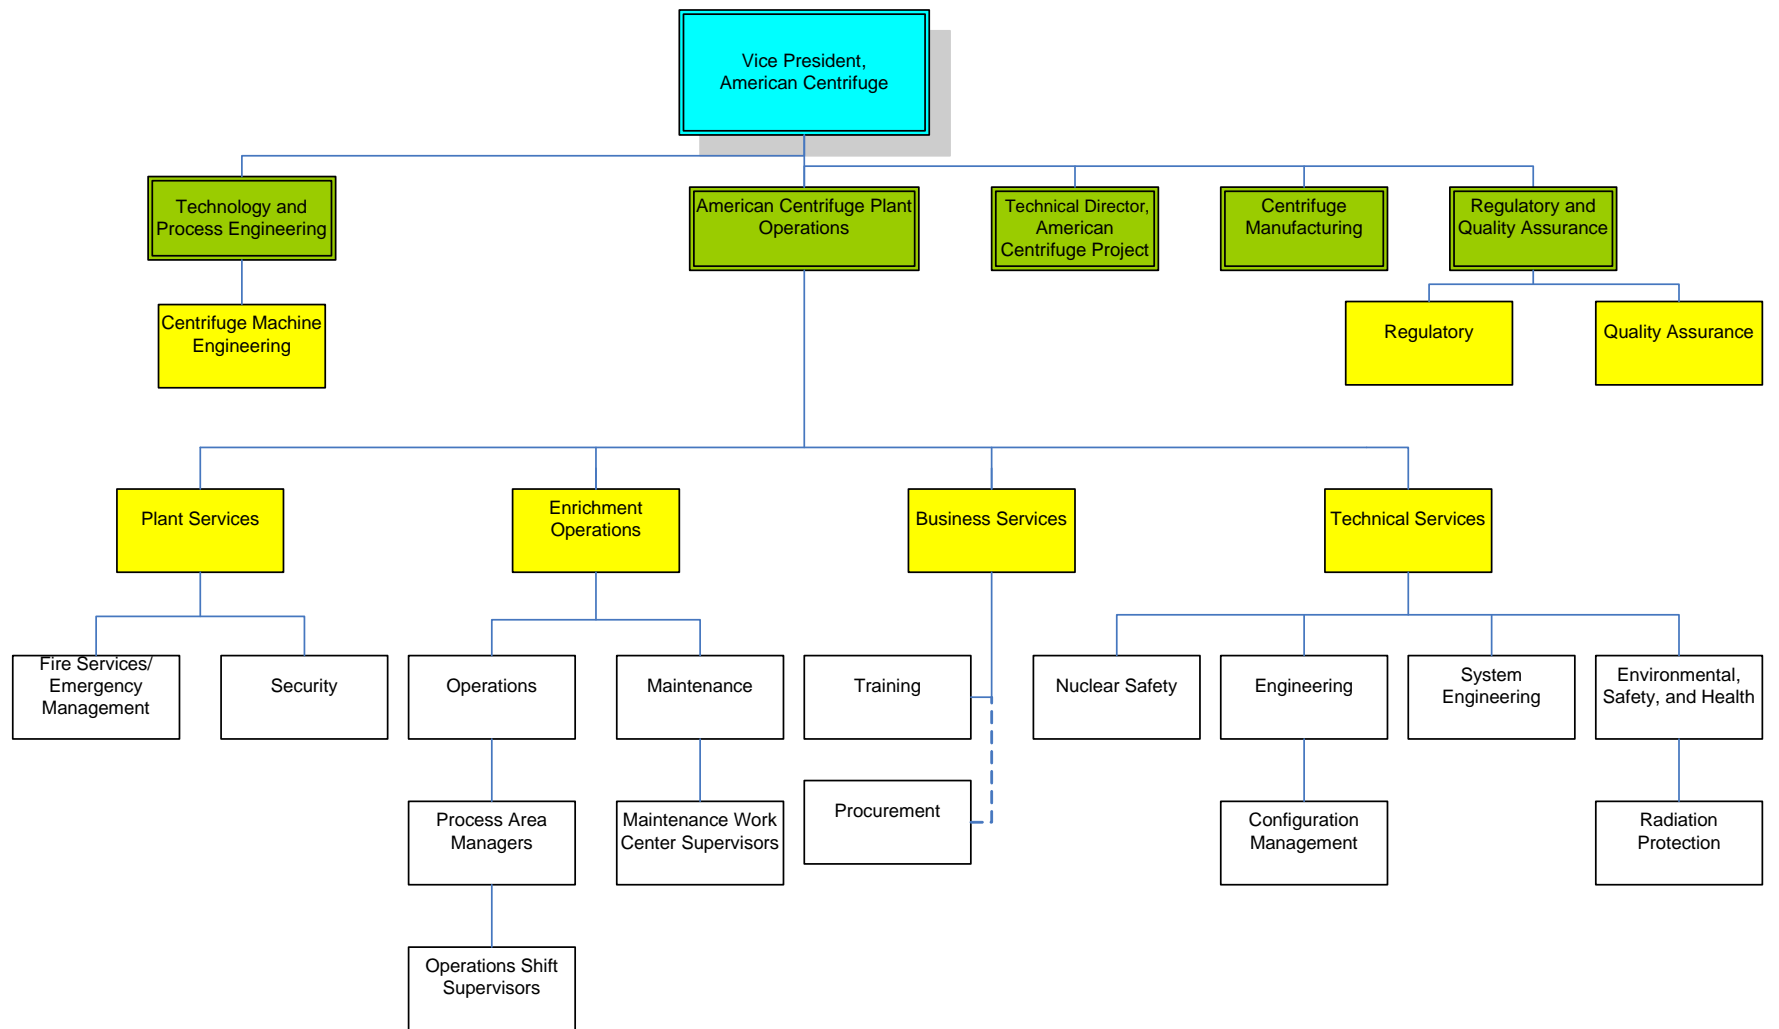 Vice President,
American Centrifuge
Technology and
Process Engineering
American Centrifuge Plant
Operations
Technical Director,
American
Centrifuge Project
Centrifuge
Manufacturing
Regulatory and
Quality Assurance
Centrifuge Machine
Engineering
Regulatory
Quality Assurance
Plant Services
Enrichment
Operations
Business Services
Technical Services
Fire Services/
Emergency
Management
Security
Operations
Maintenance
Training
Nuclear Safety
Engineering
System
Engineering
Environmental,
Safety, and Health
Process Area
Managers
Maintenance Work
Center Supervisors
Procurement
Configuration
Management
Radiation
Protection
Operations Shift
Supervisors